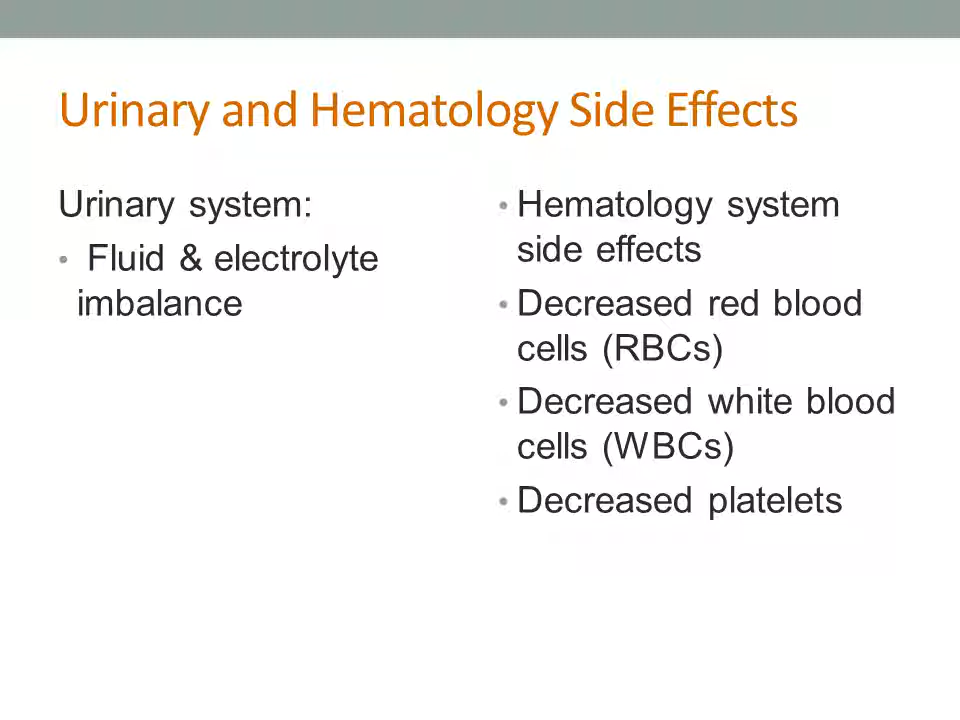 Urinary and Hematology Side Effects
Urinary system:
• Fluid & electrolyte
imbalance
• Hematology system
side effects
• Decreased red blood
cells (RBCs)
• Decreased white blood
cells (WBCs)
• Decreased platelets